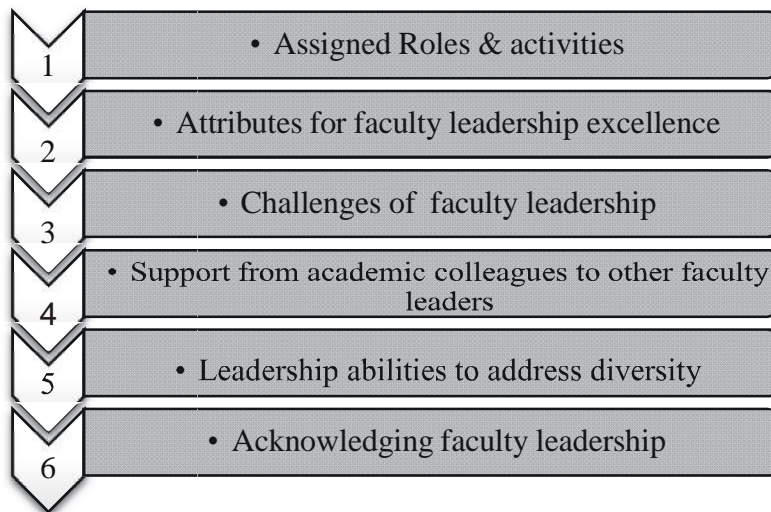 1
• Assigned Roles & activities
2
• Attributes for faculty leadership excellence
3
• Challenges of faculty leadership
4
• Support from academic colleagues to other faculty
leaders
5
• Leadership abilities to address diversity
6
• Acknowledging faculty leadership